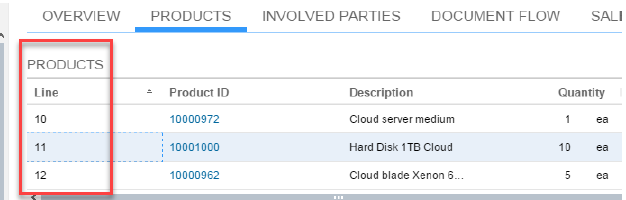 OVERVIEW PRODUCTS INVOLVED PARTIES DOCUMENT FLOW SALE
PRODUCTS
Line Product ID Description Quantity
10 10000972 Cloud server medium 1 ea
11 10001000 Hard Disk 1TB Cloud 10 ea
12 10000962 Cloud blade Xenon 6... 5 ea